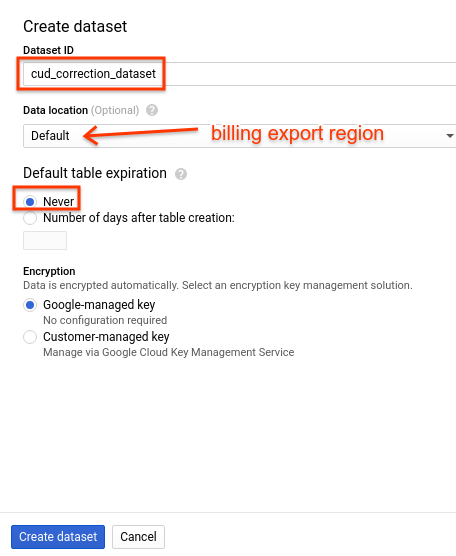 Create dataset
Dataset ID
cud_correction_dataset
Data location (Optional) ?
Default billing export region
Default table expiration ?
Never
Number of days after table creation:
Encryption
Data is encrypted automatically. Select an encryption key management solution.
Google-managed key
No configuration required
Customer-managed key
Manage via Google Cloud Key Management Service
Create dataset Cancel